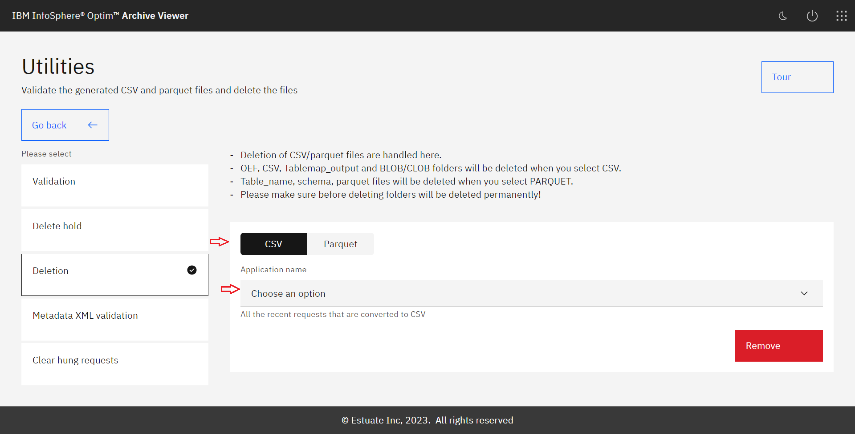 IBM InfoSphere® Optim™ Archive Viewer
Utilities
Validate the generated CSV and parquet files and delete the files
Tour
Go back
Please select
Validation
Delete hold
Deletion
Metadata XML validation
Clear hung requests
- Deletion of CSV/parquet files are handled here.
- OEF, CSV, Tablemap_output and BLOB/CLOB folders will be deleted when you select CSV.
- Table_name, schema, parquet files will be deleted when you select PARQUET.
- Please make sure before deleting folders will be deleted permanently!
CSV Parquet
Application name
Choose an option
All the recent requests that are converted to CSV
Remove
© Estuate Inc, 2023. All rights reserved